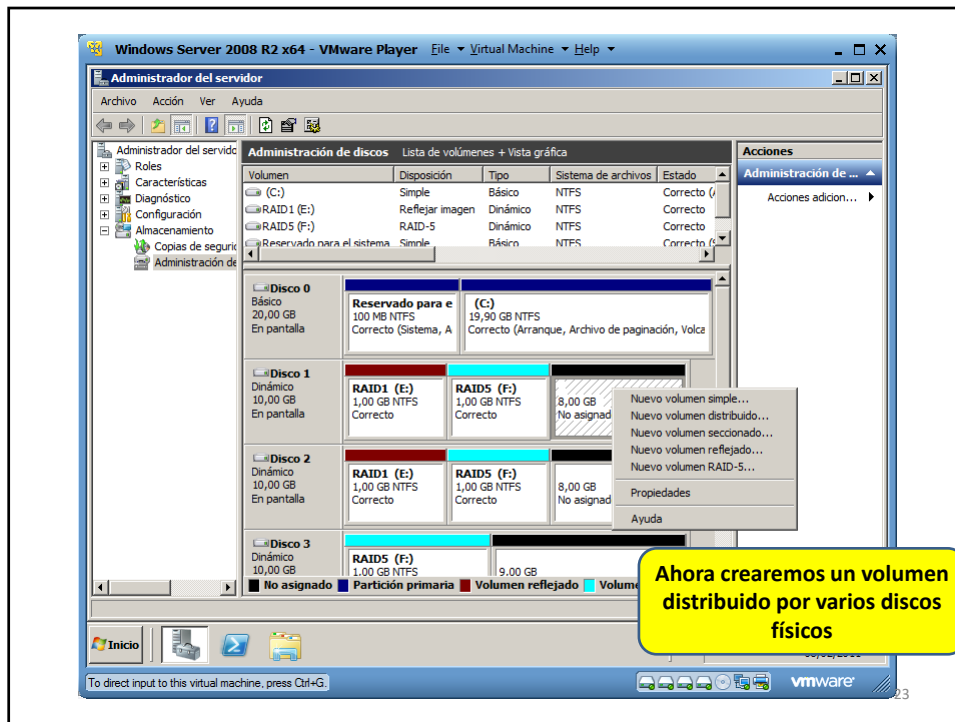 Windows Server 2008 R2 x64 - VMware Player File Virtual Machine Help
Administrador del servidor
Archivo Acción Ver Ayuda
Administrador del servido
Roles
Características
Diagnóstico
Configuración
Almacenamiento
Copias de seguric
Administración de
Administración de discos Lista de volúmenes + Vista gráfica
Volumen Disposición Tipo Sistema de archivos Estado
(C:) Simple Básico NTFS Correcto (A
RAID1 (E:) Reflejar imagen Dinámico NTFS Correcto
RAID5 (F:) RAID-5 Dinámico NTFS Correcto
Reservado para el sistema Simple Básico NTFS Correcto (S
Disco 0
Básico
20,00 GB
En pantalla
Reservado para e
100 MB NTFS
Correcto (Sistema, A
(C:)
19,90 GB NTFS
Correcto (Arranque, Archivo de paginación, Volca
Disco 1
Dinámico
10,00 GB
En pantalla
RAID1 (E:)
1,00 GB NTFS
Correcto
RAID5 (F:)
1,00 GB NTFS
Correcto
8,00 GB
No asignad
Disco 2
Dinámico
10,00 GB
En pantalla
RAID1 (E:)
1,00 GB NTFS
Correcto
RAID5 (F:)
1,00 GB NTFS
Correcto
8,00 GB
No asignad
Disco 3
Dinámico
10,00 GB
RAID5 (F:)
1,00 GB NTFS
9,00 GB
No asignado Partición primaria Volumen reflejado Volume
Acciones
Administración de ...
Acciones adicion...
Nuevo volumen simple...
Nuevo volumen distribuido...
Nuevo volumen seccionado...
Nuevo volumen reflejado...
Nuevo volumen RAID-5...
Propiedades
Ayuda
Ahora crearemos un volumen
distribuido por varios discos
físicos
Inicio
To direct input to this virtual machine, press Ctrl+G.
vmware
23